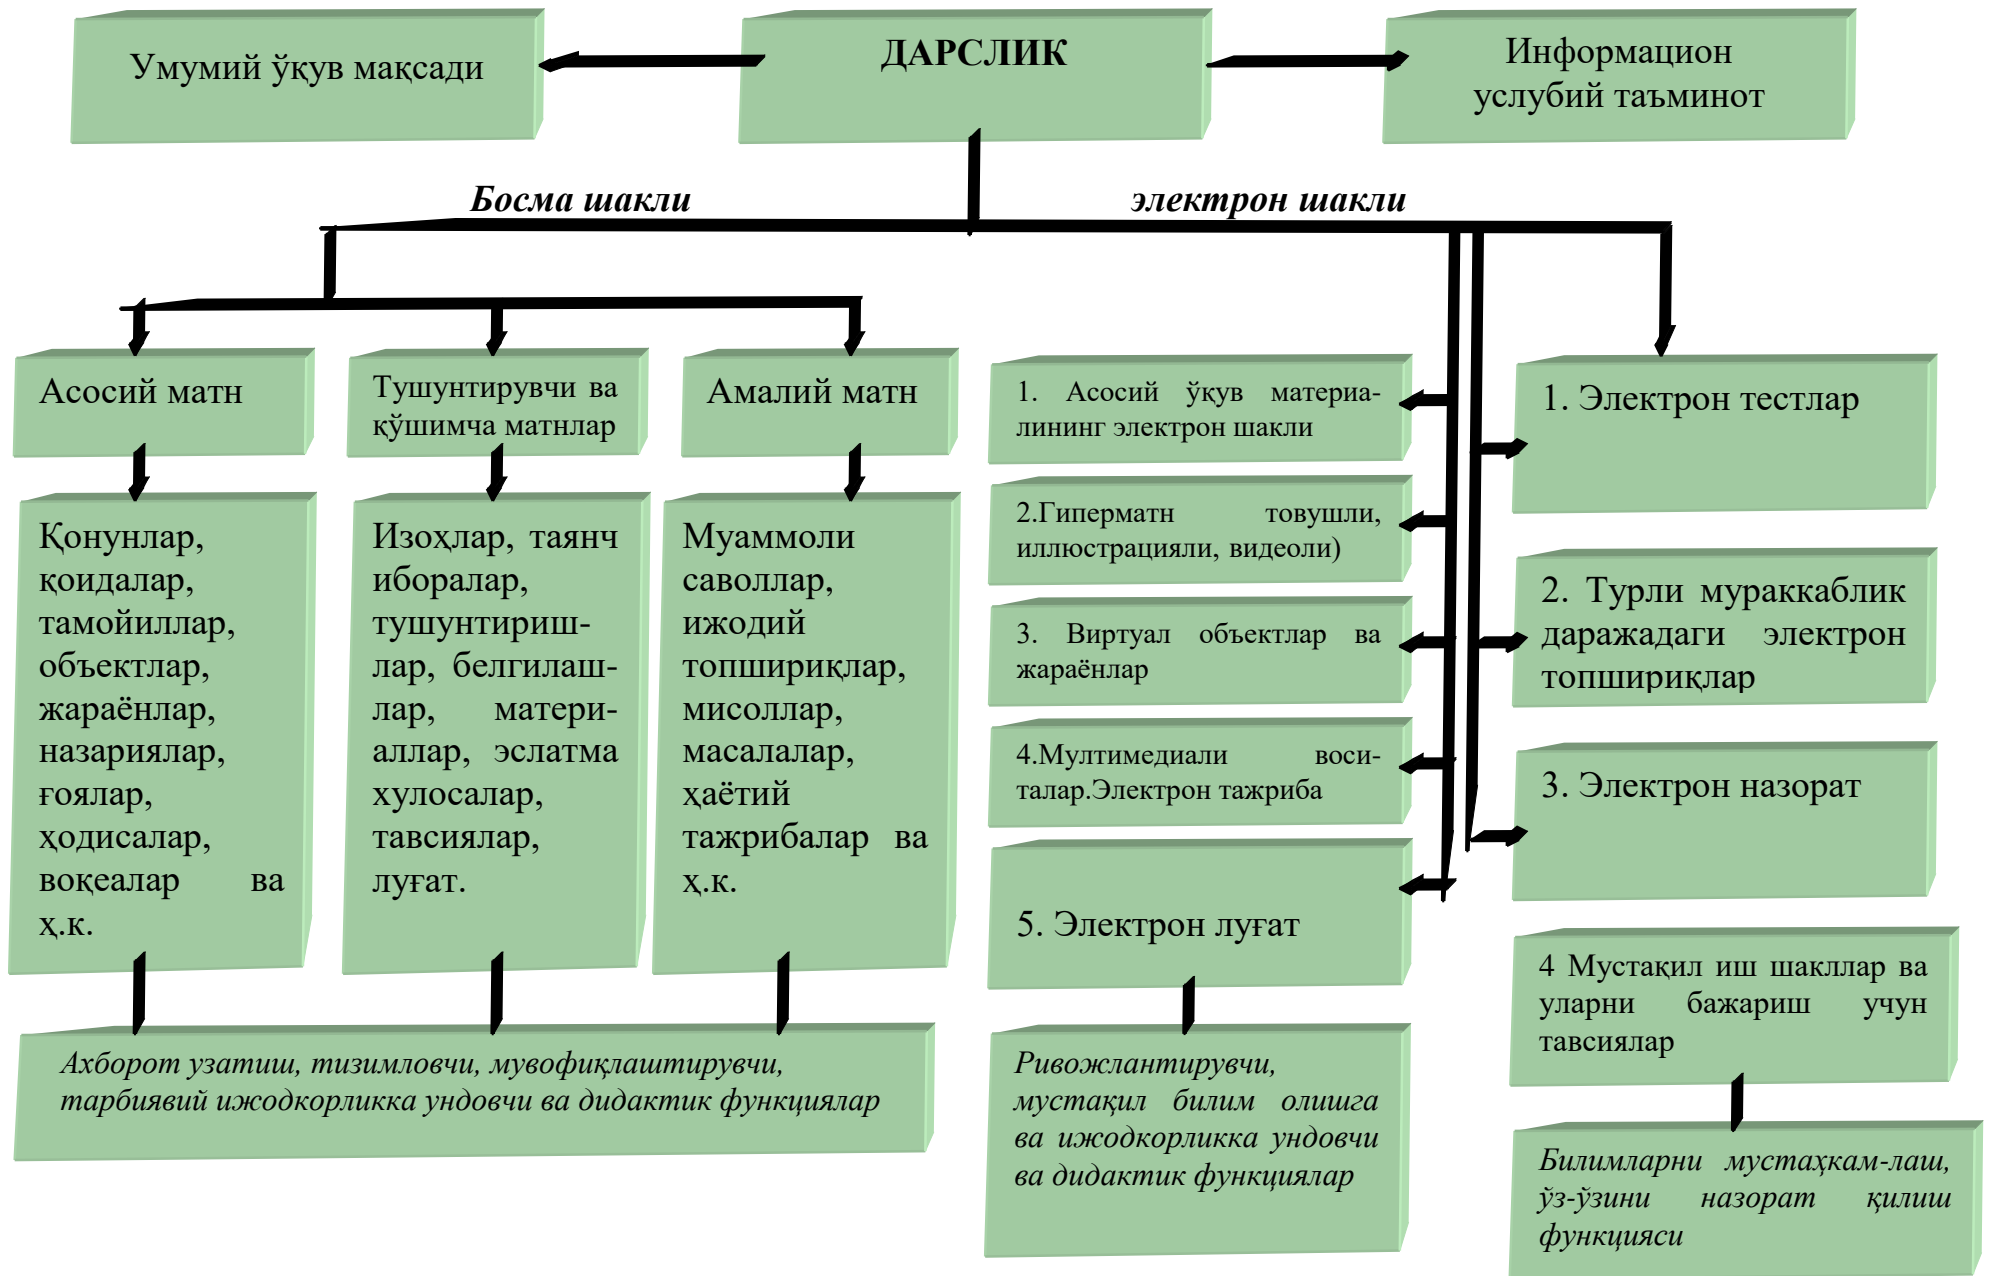 Умумий ўқув мақсади
ДАРСЛИК
Информацион
услубий таъминот
Босма шакли
электрон шакли
Асосий матн
Тушунтирувчи ва
қўшимча матнлар
Амалий матн
Қонунлар,
қоидалар,
тамойиллар,
объектлар,
жараёнлар,
назариялар,
ғоялар,
ҳодисалар,
воқеалар ва
ҳ.к.
Изоҳлар, таянч
иборалар,
тушунтириш-
лар, белгилаш-
лар, матери-
аллар, эслатма
хулосалар,
тавсиялар,
луғат.
Муаммоли
саволлар,
ижодий
топшириқлар,
мисоллар,
масалалар,
ҳаётий
тажрибалар ва
ҳ.к.
Ахборот узатиш, тизимловчи, мувофиқлаштирувчи,
тарбиявий ижодкорликка ундовчи ва дидактик функциялар
1. Асосий ўқув материа-
лининг электрон шакли
2.Гиперматн товушли,
иллюстрацияли, видеоли)
3. Виртуал объектлар ва
жараёнлар
4.Мултимедиали воси-
талар.Электрон тажриба
5. Электрон луғат
Ривожлантирувчи,
мустақил билим олишга
ва ижодкорликка ундовчи
ва дидактик функциялар
1. Электрон тестлар
2. Турли мураккаблик
даражадаги электрон
топшириқлар
3. Электрон назорат
4 Мустақил иш шакллар ва
уларни бажариш учун
тавсиялар
Билимларни мустаҳкам-лаш,
ўз-ўзини назорат қилиш
функцияси